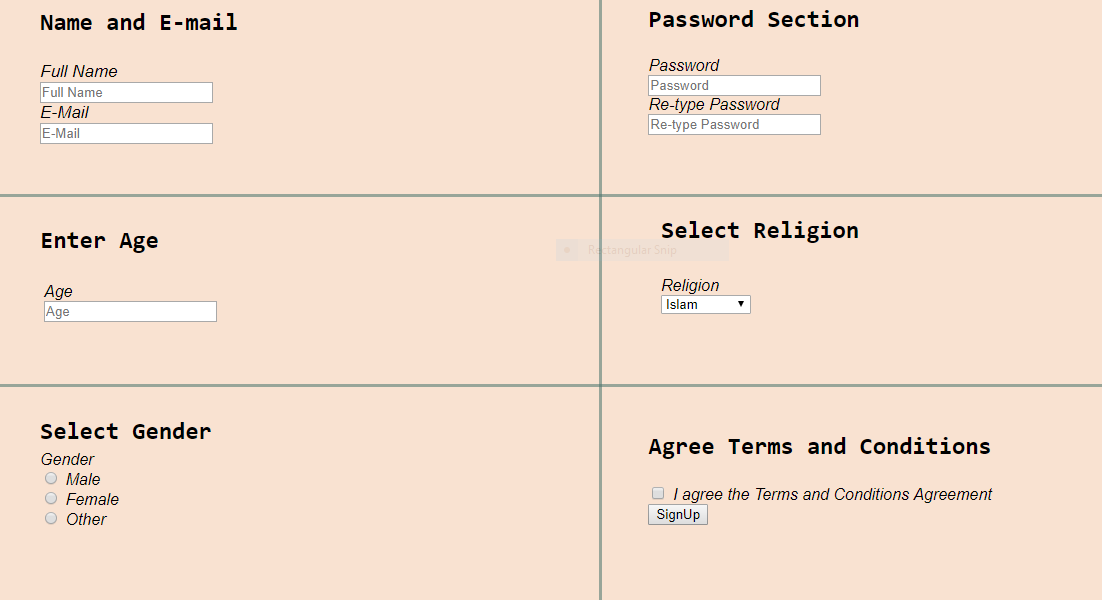 Name and E-mail
Full Name
Full Name
E-Mail
E-Mail
Password Section
Password
Password
Re-type Password
Re-type Password
Enter Age
Age
Age
Rectangular Snip
Select Religion
Religion
Islam
Select Gender
Gender
Male
Female
Other
Agree Terms and Conditions
I agree the Terms and Conditions Agreement
SignUp